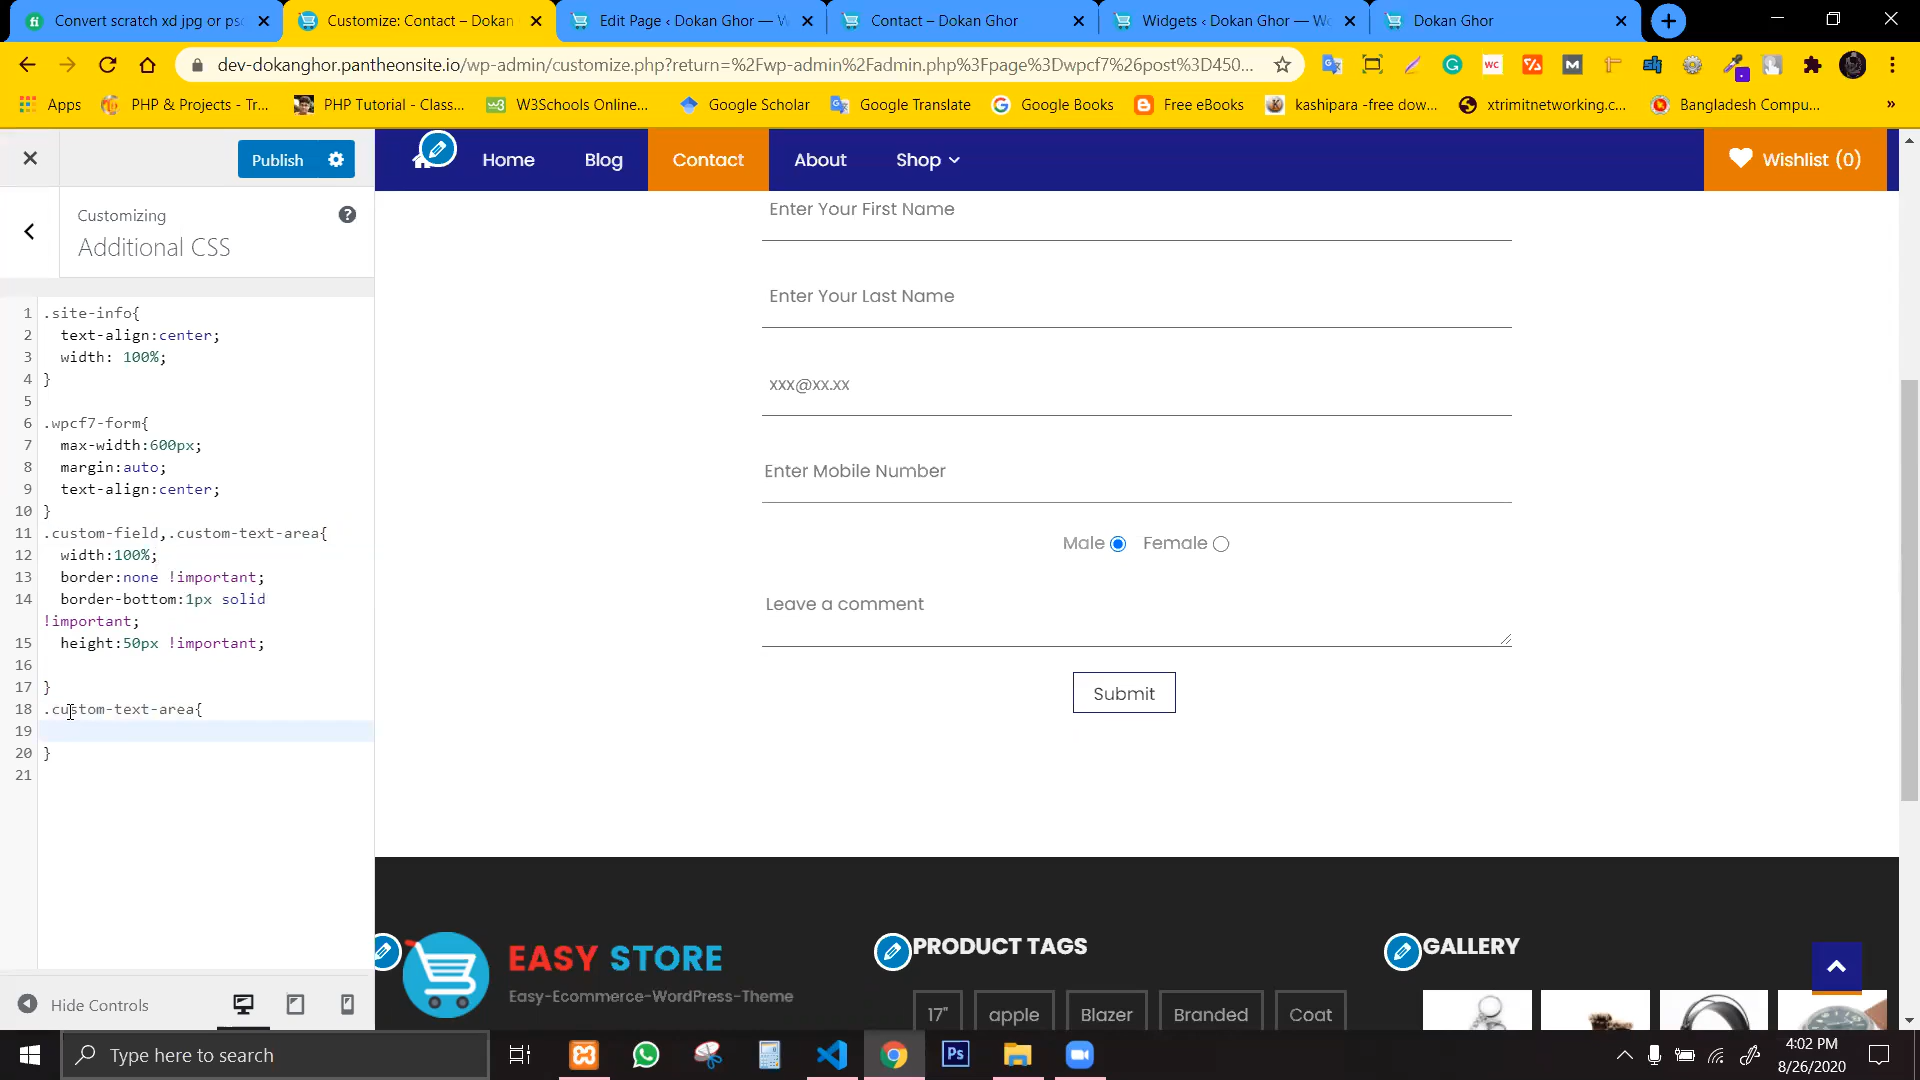 Convert scratch xd jpg or psd
Customize: Contact – Dokan
Edit Page ‹ Dokan Ghor — W
Contact – Dokan Ghor
Widgets ‹ Dokan Ghor — Wo
Dokan Ghor
dev-dokanghor.pantheonsite.io/wp-admin/customize.php?return=%2Fwp-admin%2Fadmin.php%3Fpage%3Dwpcf7%26post%3D450...
Apps
PHP & Projects - Tr...
PHP Tutorial - Class...
W3Schools Online...
Google Scholar
Google Translate
Google Books
Free eBooks
kashipara -free dow...
xtrimitnetworking.c...
Bangladesh Compu...
»
Publish
Home
Blog
Contact
About
Shop
Wishlist (0)
Customizing
Additional CSS
1 .site-info{
2 text-align:center;
3 width: 100%;
4 }
5
6 .wpcf7-form{
7 max-width:600px;
8 margin:auto;
9 text-align:center;
10 }
11 .custom-field,.custom-text-area{
12 width:100%;
13 border:none !important;
14 border-bottom:1px solid
!important;
15 height:50px !important;
16
17 }
18 .custom-text-area{
19
20 }
21
Enter Your First Name
Enter Your Last Name
xxx@xx.xx
Enter Mobile Number
Male
Female
Leave a comment
Submit
EASY STORE
Easy-Ecommerce-WordPress-Theme
PRODUCT TAGS
17"
apple
Blazer
Branded
Coat
GALLERY
Hide Controls
Type here to search
4:02 PM
8/26/2020